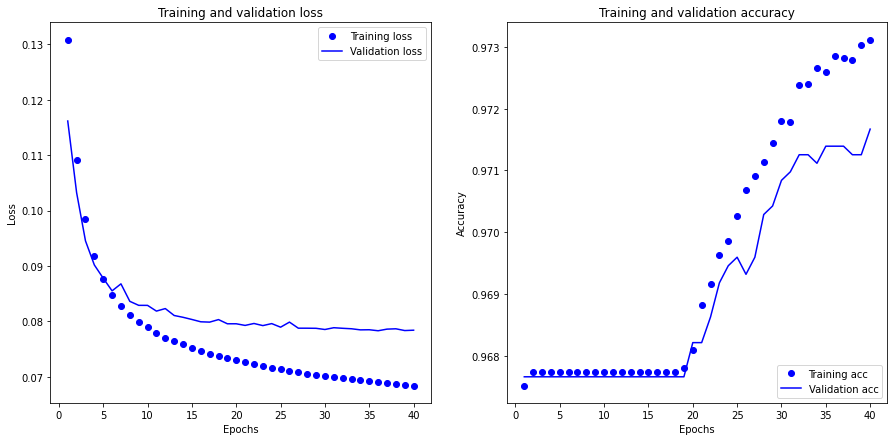 Training and validation loss
0.13
0.12
0.11
0.10
0.09
0.08
0.07
Loss
Training loss
Validation loss
0 5 10 15 20 25 30 35 40
Epochs
Training and validation accuracy
0.973
0.972
0.971
0.970
0.969
0.968
Accuracy
Training acc
Validation acc
0 5 10 15 20 25 30 35 40
Epochs